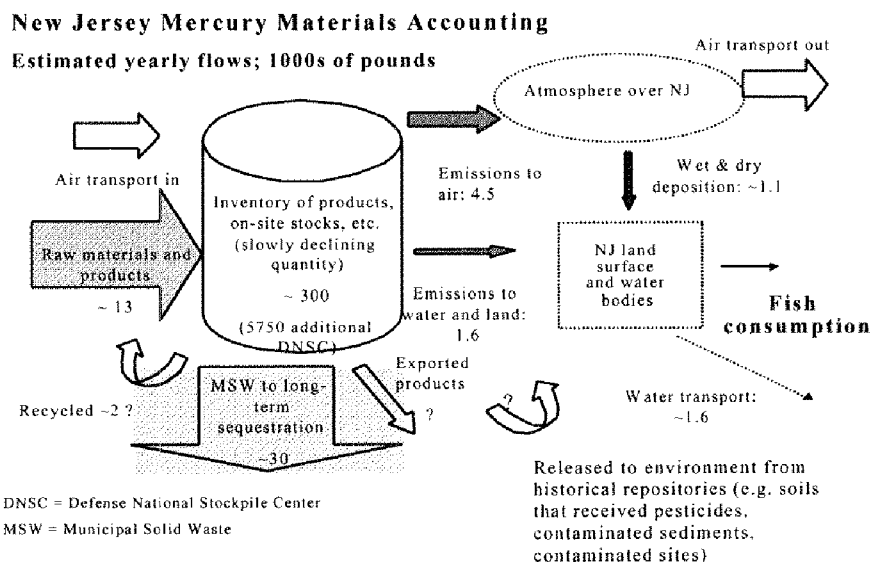 New Jersey Mercury Materials Accounting
Estimated yearly flows; 1000s of pounds
Air transport out
Atmosphere over NJ
Air transport in
Emissions to
air: 4.5
Wet & dry
deposition: ~1.1
Inventory of products,
on-site stocks, etc.
(slowly declining
quantity)
~ 300
(5750 additional
DNSC)
Raw materials and
products
~ 13
NJ land
surface
and water
bodies
Emissions to
water and land:
1.6
Fish
consumption
Exported
products
?
MSW to long-
term
sequestration
~30
Recycled ~2 ?
?
Water transport:
~1.6
Released to environment from
historical repositories (e.g. soils
that received pesticides,
contaminated sediments,
contaminated sites)
DNSC = Defense National Stockpile Center
MSW = Municipal Solid Waste